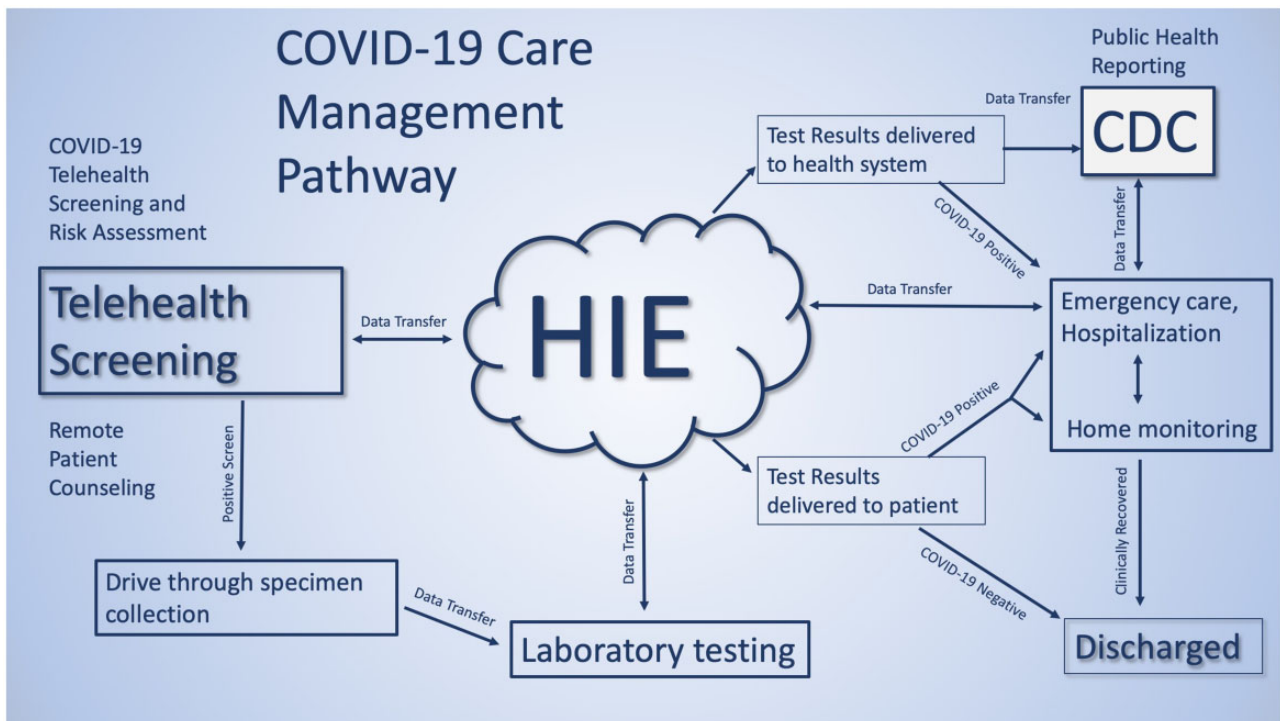 COVID-19 Care
Management
Pathway
COVID-19
Telehealth
Screening and
Risk Assessment
Telehealth
Screening
Remote
Patient
Counseling
Positive Screen
Drive through specimen
collection
Data Transfer
Data Transfer
HIE
Data Transfer
Laboratory testing
Test Results delivered
to health system
Data Transfer
Public Health
Reporting
CDC
COVID-19 Positive
Data Transfer
Data Transfer
Emergency care,
Hospitalization
Home monitoring
COVID-19 Positive
Test Results
delivered to patient
COVID-19 Negative
Clinically Recovered
Discharged